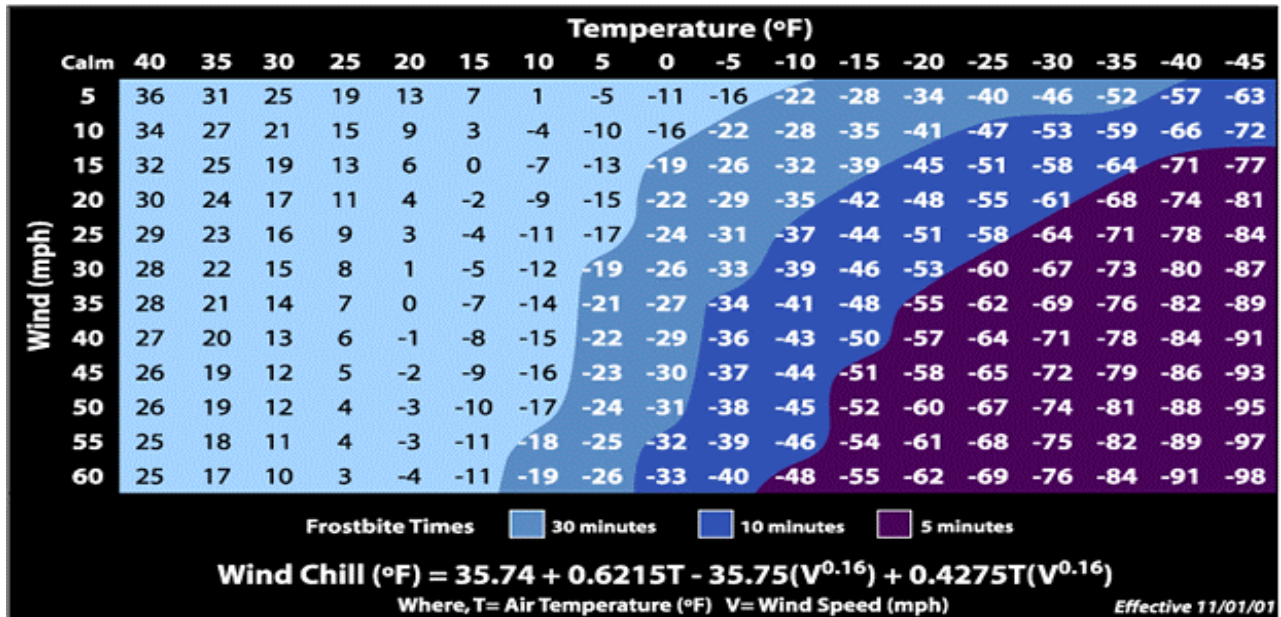 Temperature (ºF)
Calm 40 35 30 25 20 15 10 5 0 -5 -10 -15 -20 -25 -30 -35 -40 -45
5 36 31 25 19 13 7 1 -5 -11 -16 -22 -28 -34 -40 -46 -52 -57 -63
10 34 27 21 15 9 3 -4 -10 -16 -22 -28 -35 -41 -47 -53 -59 -66 -72
15 32 25 19 13 6 0 -7 -13 -19 -26 -32 -39 -45 -51 -58 -64 -71 -77
20 30 24 17 11 4 -2 -9 -15 -22 -29 -35 -42 -48 -55 -61 -68 -74 -81
25 29 23 16 9 3 -4 -11 -17 -24 -31 -37 -44 -51 -58 -64 -71 -78 -84
30 28 22 15 8 1 -5 -12 -19 -26 -33 -39 -46 -53 -60 -67 -73 -80 -87
35 28 21 14 7 0 -7 -14 -21 -27 -34 -41 -48 -55 -62 -69 -76 -82 -89
40 27 20 13 6 -1 -8 -15 -22 -29 -36 -43 -50 -57 -64 -71 -78 -84 -91
45 26 19 12 5 -2 -9 -16 -23 -30 -37 -44 -51 -58 -65 -72 -79 -86 -93
50 26 19 12 4 -3 -10 -17 -24 -31 -38 -45 -52 -60 -67 -74 -81 -88 -95
55 25 18 11 4 -3 -11 -18 -25 -32 -39 -46 -54 -61 -68 -75 -82 -89 -97
60 25 17 10 3 -4 -11 -19 -26 -33 -40 -48 -55 -62 -69 -76 -84 -91 -98
Wind (mph)
Frostbite Times 30 minutes 10 minutes 5 minutes
Wind Chill (ºF) = 35.74 + 0.6215T - 35.75(V0.16) + 0.4275T(V0.16)
Where, T= Air Temperature (ºF) V= Wind Speed (mph) Effective 11/01/01